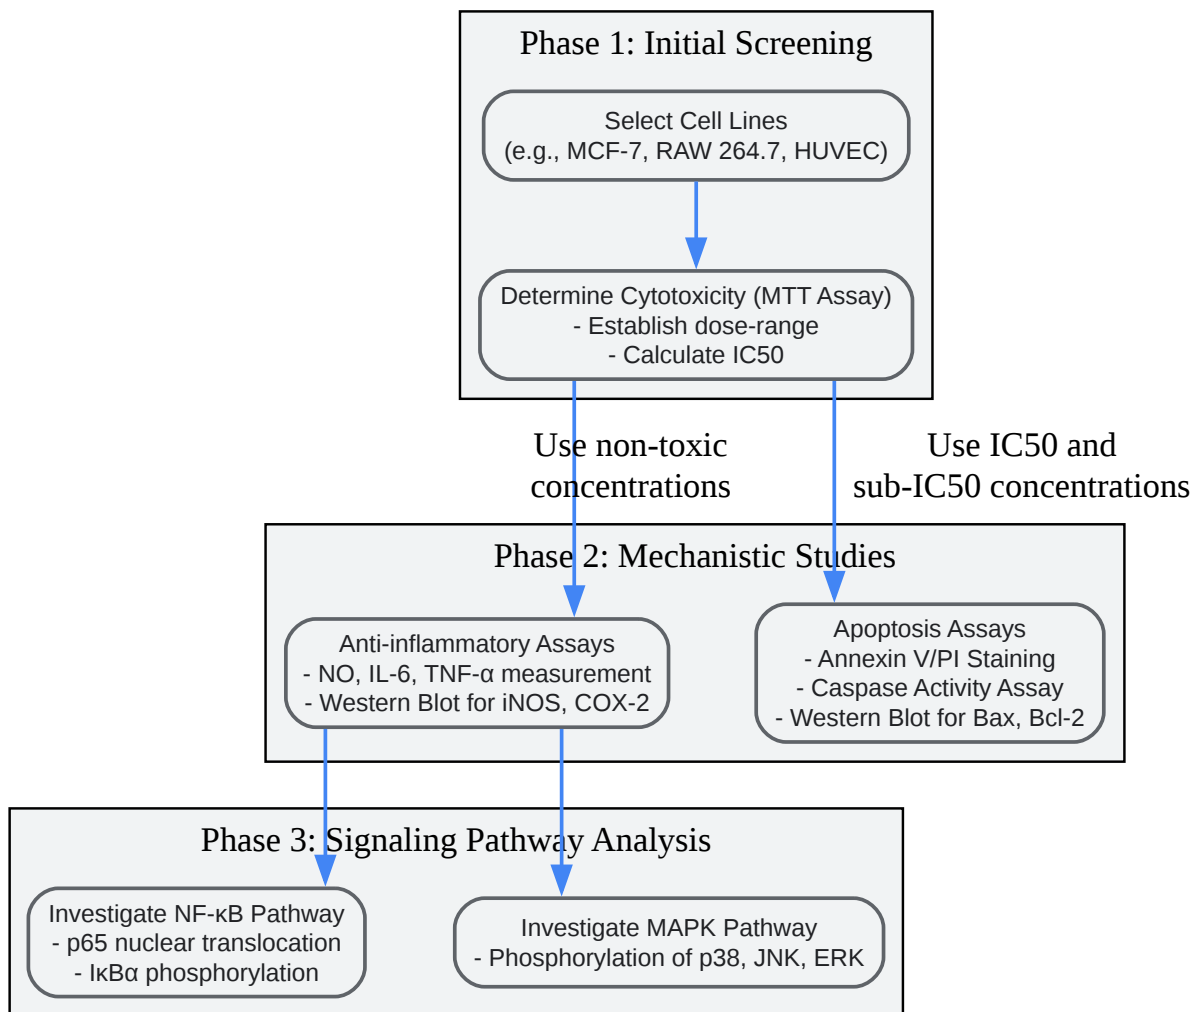 Phase 1: Initial Screening
Select Cell Lines
(e.g., MCF-7, RAW 264.7, HUVEC)
Determine Cytotoxicity (MTT Assay)
- Establish dose-range
- Calculate IC50
Use non-toxic
concentrations
Use IC50 and
sub-IC50 concentrations
Phase 2: Mechanistic Studies
Anti-inflammatory Assays
- NO, IL-6, TNF-α measurement
- Western Blot for iNOS, COX-2
Apoptosis Assays
- Annexin V/PI Staining
- Caspase Activity Assay
- Western Blot for Bax, Bcl-2
Phase 3: Signaling Pathway Analysis
Investigate NF-κB Pathway
- p65 nuclear translocation
- IκBα phosphorylation
Investigate MAPK Pathway
- Phosphorylation of p38, JNK, ERK